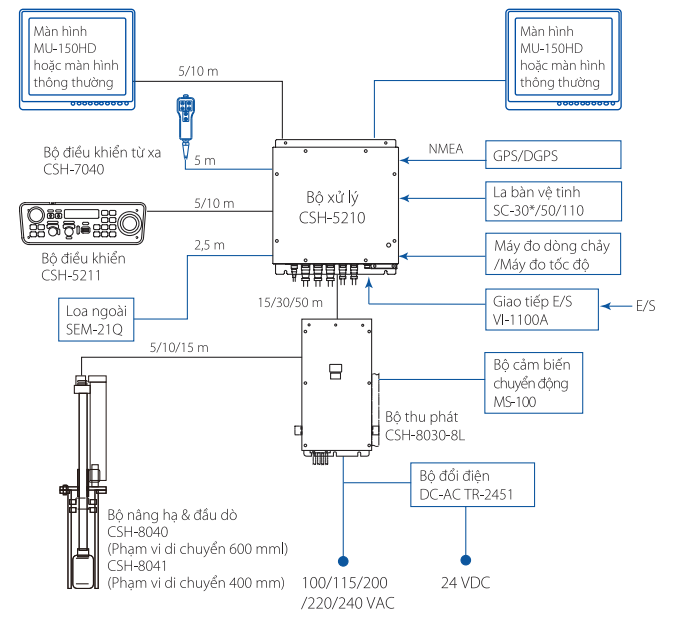 Màn hình
MU-150HD
hoặc màn hình
thông thường
5/10 m
Màn hình
MU-150HD
hoặc màn hình
thông thường
Bộ điều khiển từ xa
CSH-7040
5 m
NMEA
GPS/DGPS
Bộ xử lý
CSH-5210
La bàn vệ tinh
SC-30*/50/110
5/10 m
Bộ điều khiển
CSH-5211
2,5 m
Máy đo dòng chảy
/Máy đo tốc độ
Loa ngoài
SEM-21Q
15/30/50 m
Giao tiếp E/S
VI-1100A
E/S
5/10/15 m
Bộ cảm biến
chuyển động
MS-100
Bộ thu phát
CSH-8030-8L
Bộ đổi điện
DC-AC TR-2451
Bộ nâng hạ & đầu dò
CSH-8040
(Phạm vi di chuyển 600 mml)
CSH-8041
(Phạm vi di chuyển 400 mm)
100/115/200
/220/240 VAC
24 VDC